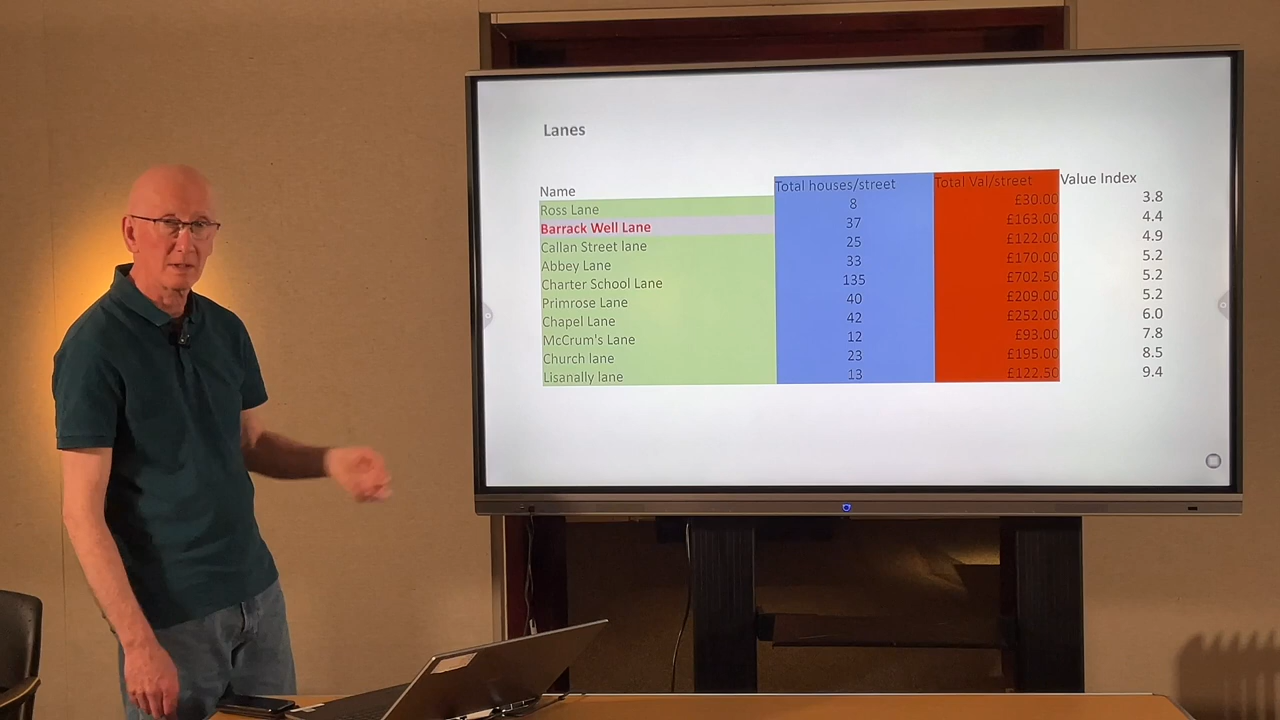 Lanes
Name Total houses/street Total Val/street Value Index
Ross Lane 8 £30.00 3.8
Barrack Well Lane 37 £163.00 4.4
Callan Street lane 25 £122.00 4.9
Abbey Lane 33 £170.00 5.2
Charter School Lane 135 £702.50 5.2
Primrose Lane 40 £209.00 5.2
Chapel Lane 42 £252.00 6.0
McCrum's Lane 12 £93.00 7.8
Church lane 23 £195.00 8.5
Lisanally lane 13 £122.50 9.4